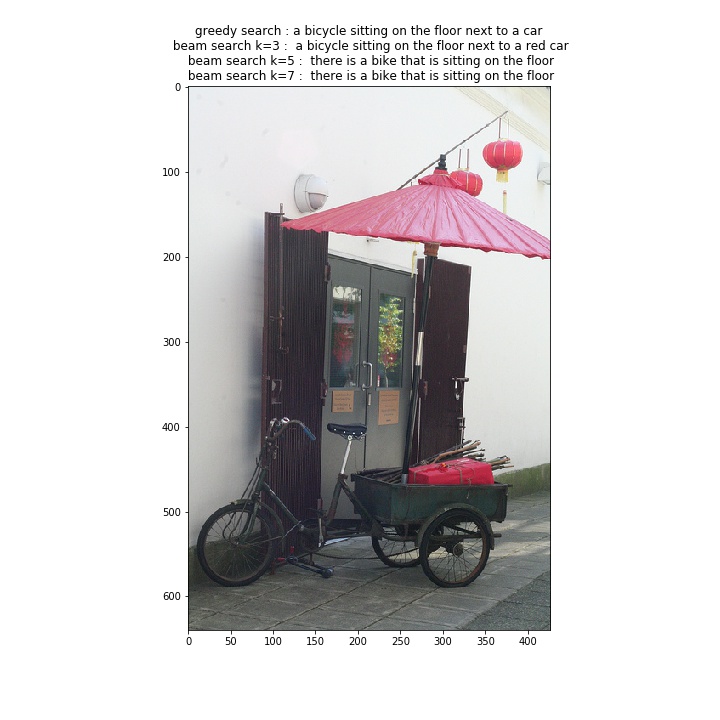 greedy search : a bicycle sitting on the floor next to a car
beam search k=3 :  a bicycle sitting on the floor next to a red car
beam search k=5 :  there is a bike that is sitting on the floor
beam search k=7 :  there is a bike that is sitting on the floor
0
100
200
300
400
500
600
0 50 100 150 200 250 300 350 400